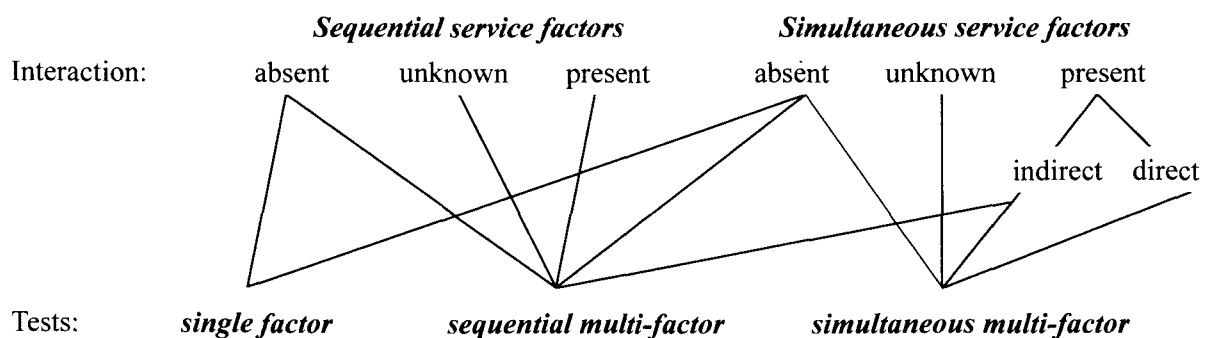 Sequential service factors Simultaneous service factors
Interaction: absent unknown present absent unknown present
indirect direct
Tests: single factor sequential multi-factor simultaneous multi-factor